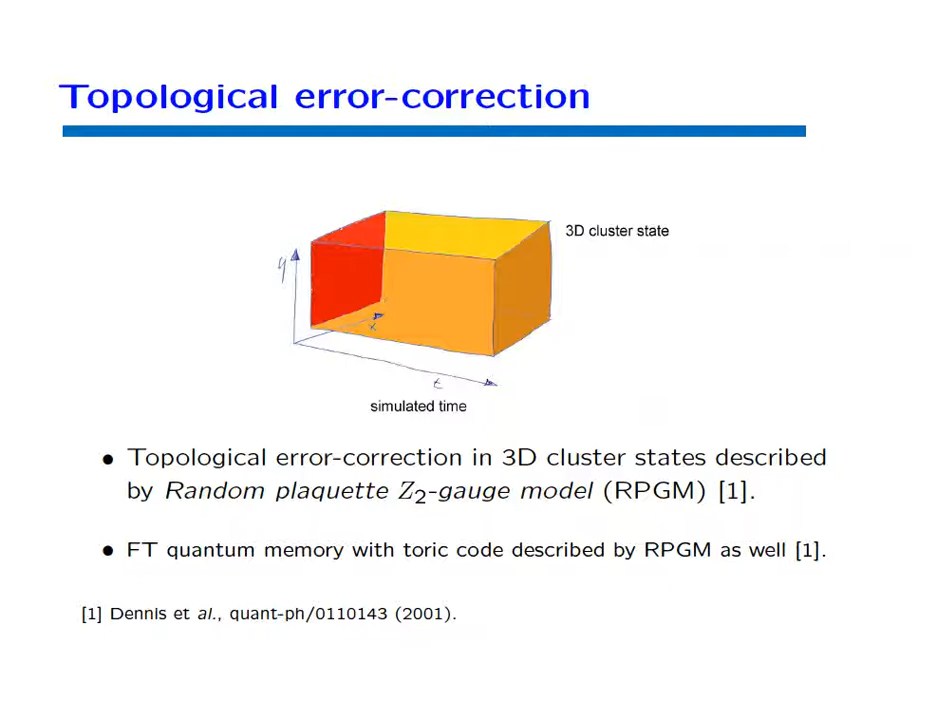 Topological error-correction
3D cluster state
y
x
t
simulated time
• Topological error-correction in 3D cluster states described
by Random plaquette Z₂-gauge model (RPGM) [1].
• FT quantum memory with toric code described by RPGM as well [1].
[1] Dennis et al., quant-ph/0110143 (2001).